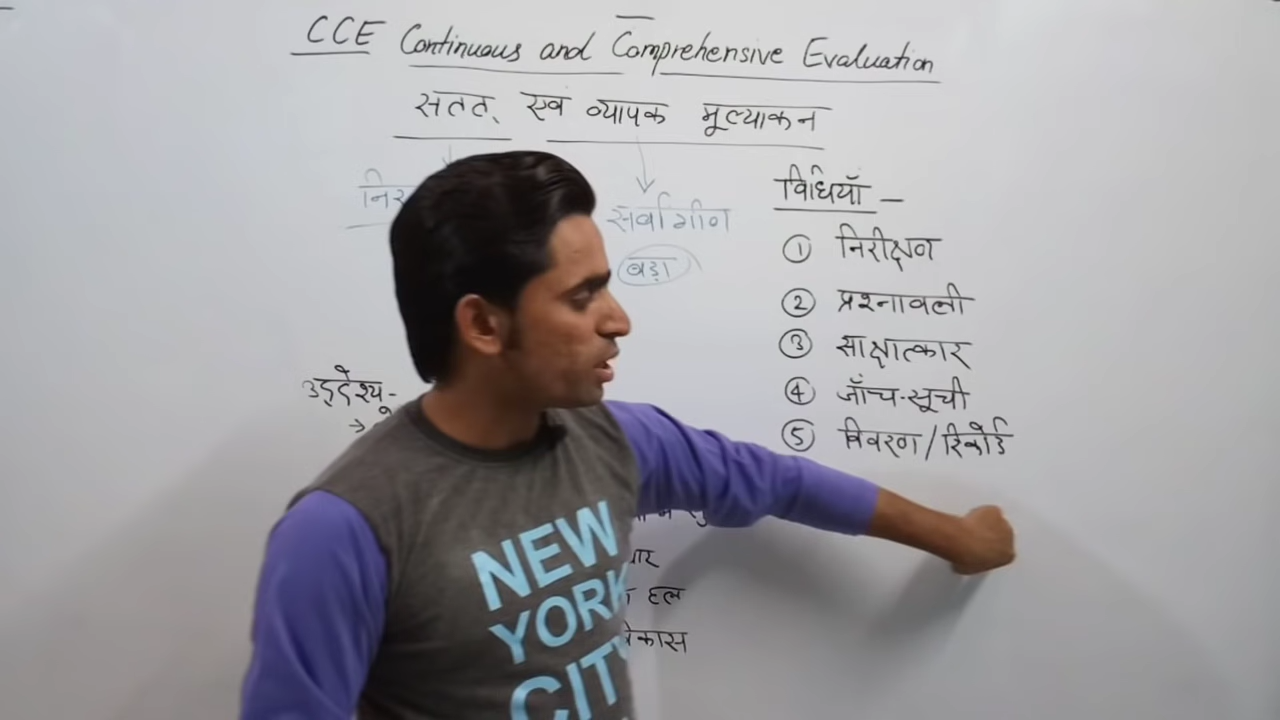 CCE Continuous and Comprehensive Evaluation
सतत् एवं व्यापक मूल्याकन
सर्वागीण
बड़ा
विधियाँ -
① निरीक्षण
② प्रश्नावली
③ साक्षात्कार
④ जाँच-सूची
⑤ विवरण/रिकोर्ड
उद्देश्य -
→
हल
NEW
YORK
CITY